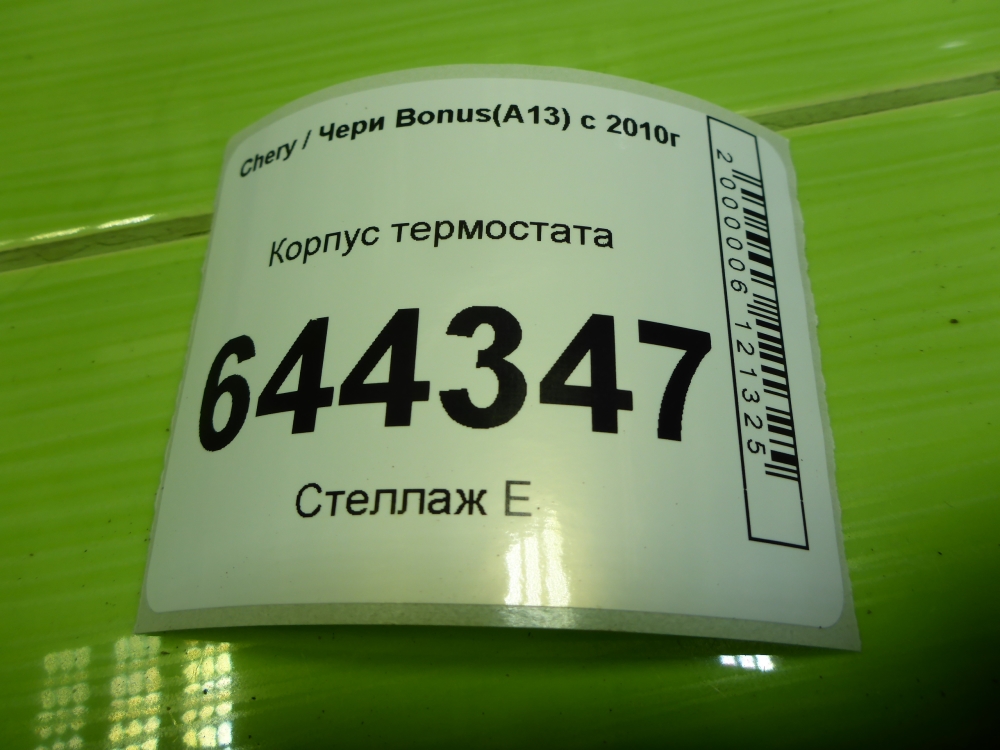 Chery / Чери Bonus(A13) с 2010г
Корпус термостата
644347
Стеллаж Е
2000006121325